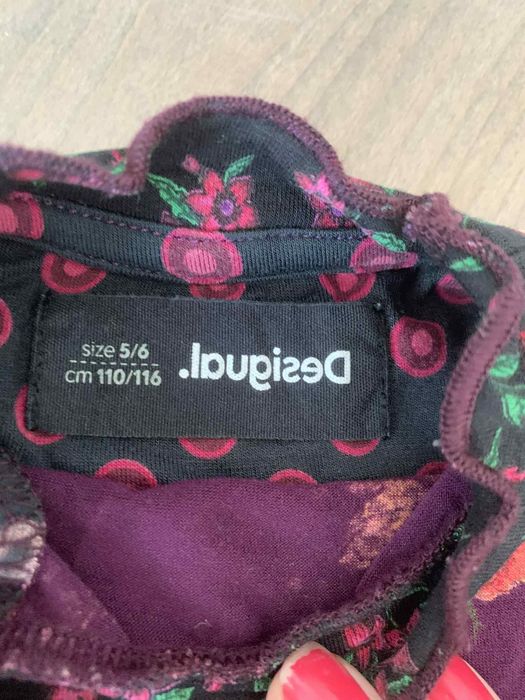 size 5/6
cm 110/116
Desigual.